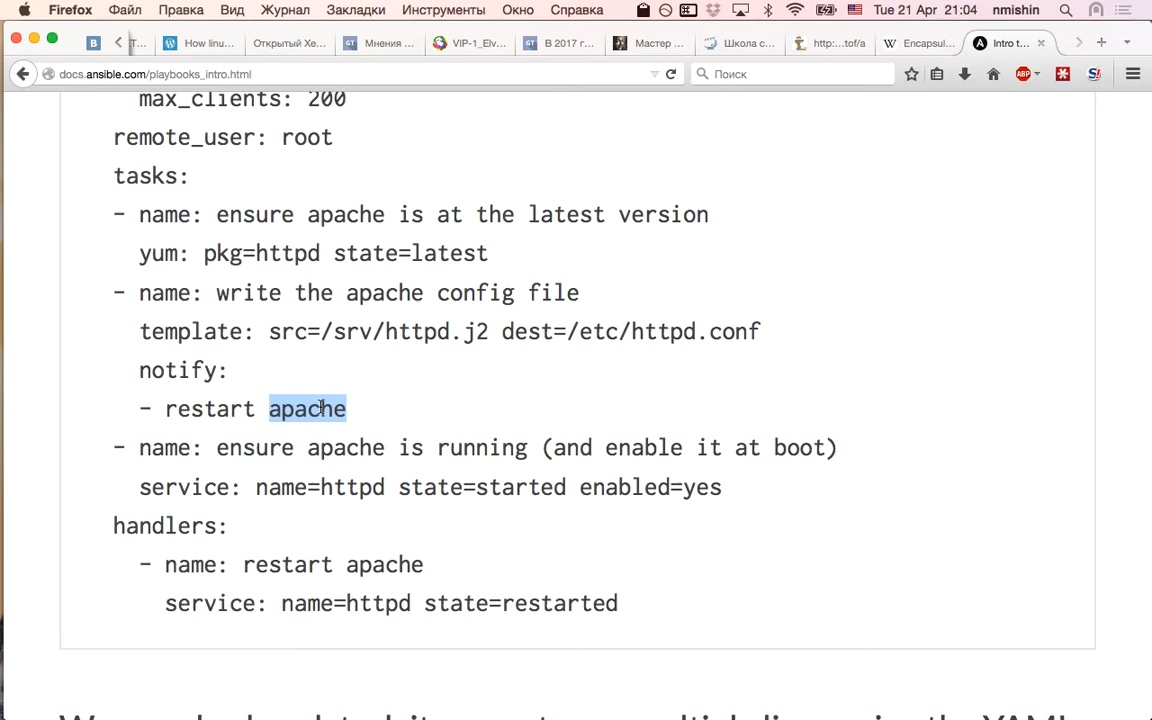 Firefox Файл Правка Вид Журнал Закладки Инструменты Окно Справка Tue 21 Apr 21:04 nmishin
B T... How linu... Открытый Хе... GT Мнения ... VIP-1_Elv... GT В 2017 г... Мастер ... Школа с... http:...tof/a W Encapsul... A Intro t...
docs.ansible.com/playbooks_intro.html Поиск ABP S
max_clients: 200
remote_user: root
tasks:
- name: ensure apache is at the latest version
yum: pkg=httpd state=latest
- name: write the apache config file
template: src=/srv/httpd.j2 dest=/etc/httpd.conf
notify:
- restart apache
- name: ensure apache is running (and enable it at boot)
service: name=httpd state=started enabled=yes
handlers:
- name: restart apache
service: name=httpd state=restarted